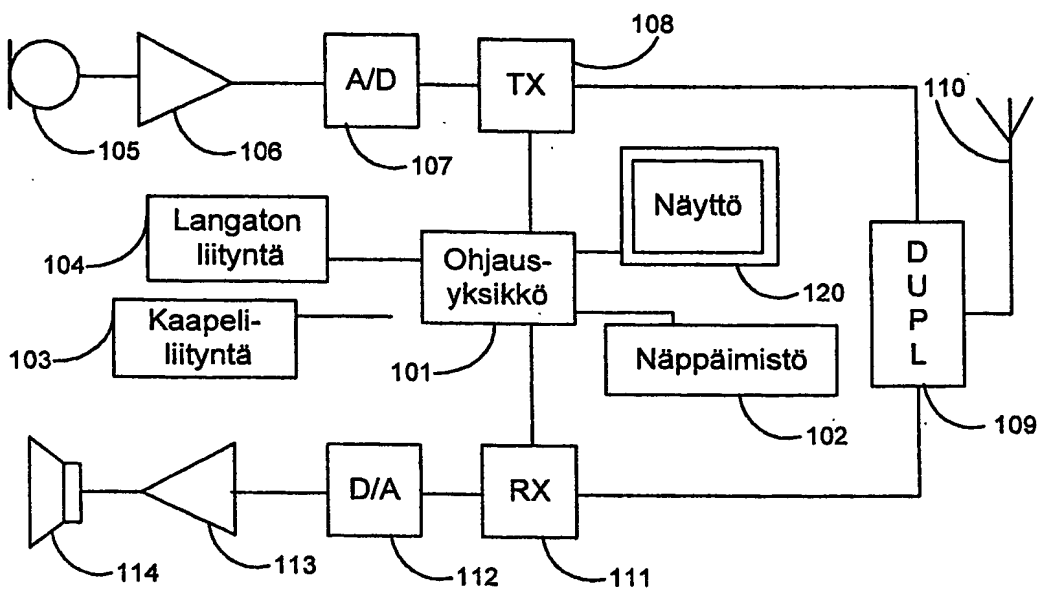 108
A/D
TX
110
105
106
107
Langaton
liityntä
Näyttö
104
Ohjaus-
yksikkö
D
U
P
L
120
Kaapeli-
liityntä
103
101
Näppäimistö
102
109
D/A
RX
114
113
112
111